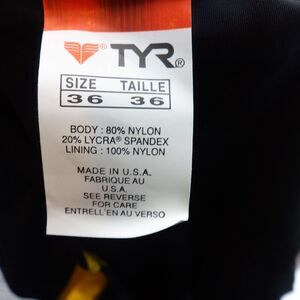 TYR®
SIZE TAILLE
36 36
BODY : 80% NYLON
20% LYCRA® SPANDEX
LINING : 100% NYLON
MADE IN U.S.A.
FABRIQUE AU
U.S.A.
SEE REVERSE
FOR CARE
ENTRELL'EN AU VERSO